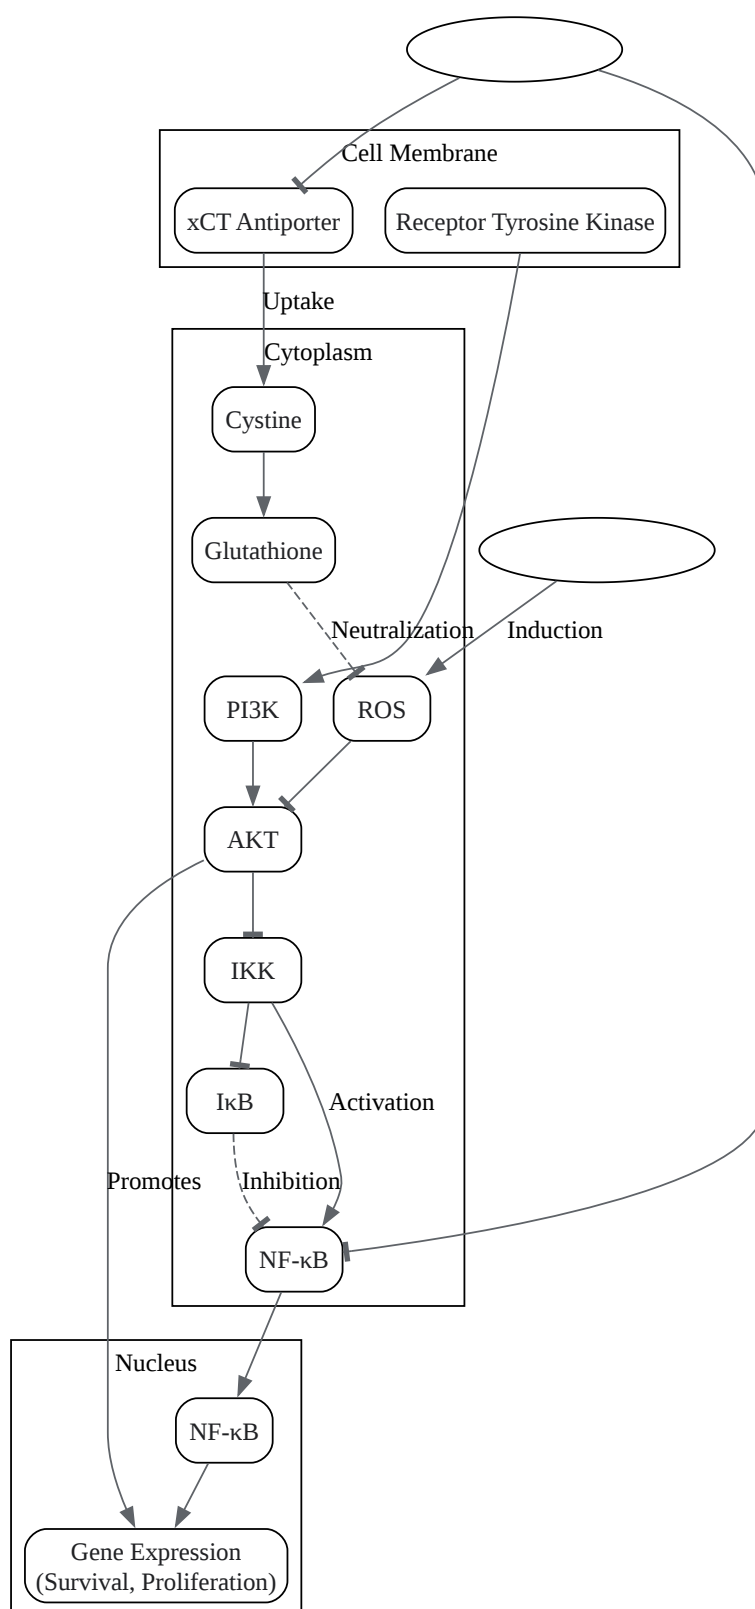 Cell Membrane
xCT Antiporter
Receptor Tyrosine Kinase
Uptake
Cytoplasm
Cystine
Glutathione
Neutralization
Induction
PI3K
ROS
AKT
IKK
IκB
Activation
Promotes
Inhibition
NF-κB
Nucleus
NF-κB
Gene Expression
(Survival, Proliferation)